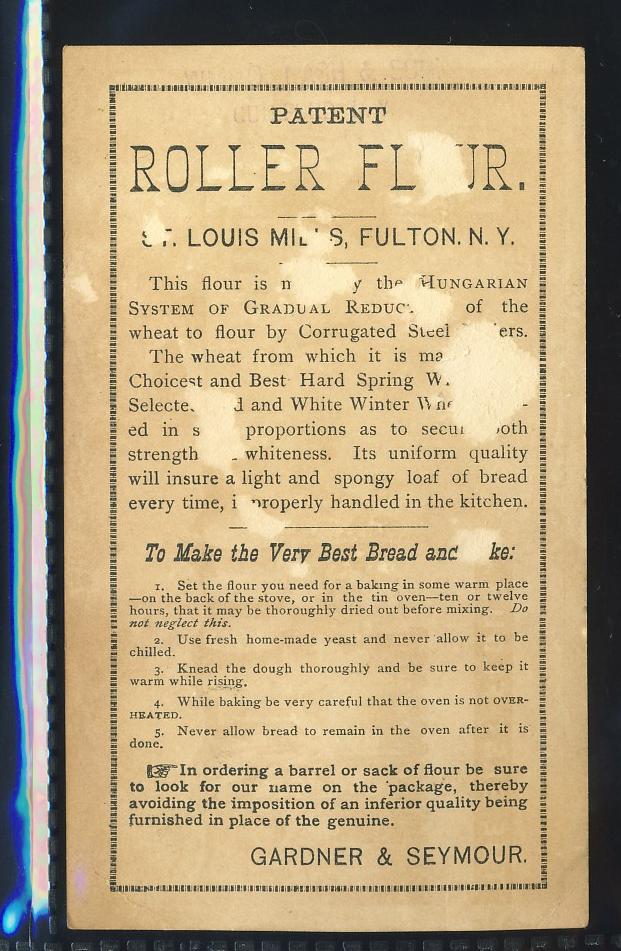 PATENT
ROLLER
ST. LOUIS MILLS, FULTON. N. Y.
This flour is the HUNGARIAN
SYSTEM OF GRADUAL of the
wheat to flour by Corrugated Steel
The wheat from which it is
Choicest and Best Hard Spring
and White Winter
ed in proportions as to
strength whiteness. Its uniform quality
will insure a light and spongy loaf of bread
every time, properly handled in the kitchen.
To Make the Very Best Bread
1. Set the flour you need for a baking in some warm place
—on the back of the stove, or in the tin oven—ten or twelve
hours, that it may be thoroughly dried out before mixing. Do
not neglect this.
2. Use fresh home-made yeast and never allow it to be
chilled.
3. Knead the dough thoroughly and be sure to keep it
warm while rising.
4. While baking be very careful that the oven is not OVER-
HEATED.
5. Never allow bread to remain in the oven after it is
done.
☞ In ordering a barrel or sack of flour be sure
to look for our name on the package, thereby
avoiding the imposition of an inferior quality being
furnished in place of the genuine.
GARDNER & SEYMOUR.